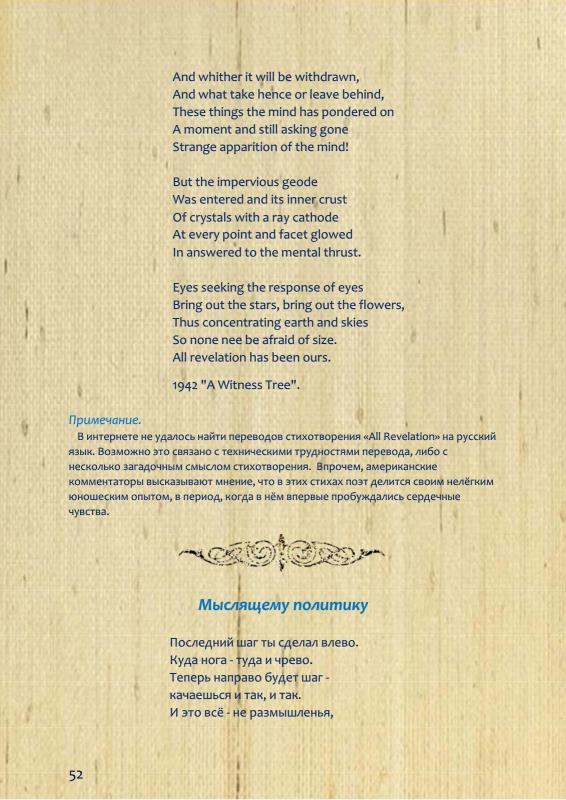 And whither it will be withdrawn,
And what take hence or leave behind,
These things the mind has pondered on
A moment and still asking gone
Strange apparition of the mind!
But the impervious geode
Was entered and its inner crust
Of crystals with a ray cathode
At every point and facet glowed
In answered to the mental thrust.
Eyes seeking the response of eyes
Bring out the stars, bring out the flowers,
Thus concentrating earth and skies
So none nee be afraid of size.
All revelation has been ours.
1942 "A Witness Tree".
Примечание.
В интернете не удалось найти переводов стихотворения «All Revelation» на русский
язык. Возможно это связано с техническими трудностями перевода, либо с
несколько загадочным смыслом стихотворения. Впрочем, американские
комментаторы высказывают мнение, что в этих стихах поэт делится своим нелёгким
юношеским опытом, в период, когда в нём впервые пробуждались сердечные
чувства.
Мыслящему политику
Последний шаг ты сделал влево.
Куда нога - туда и чрево.
Теперь направо будет шаг -
качаешься и так, и так.
И это всё - не размышленья,
52